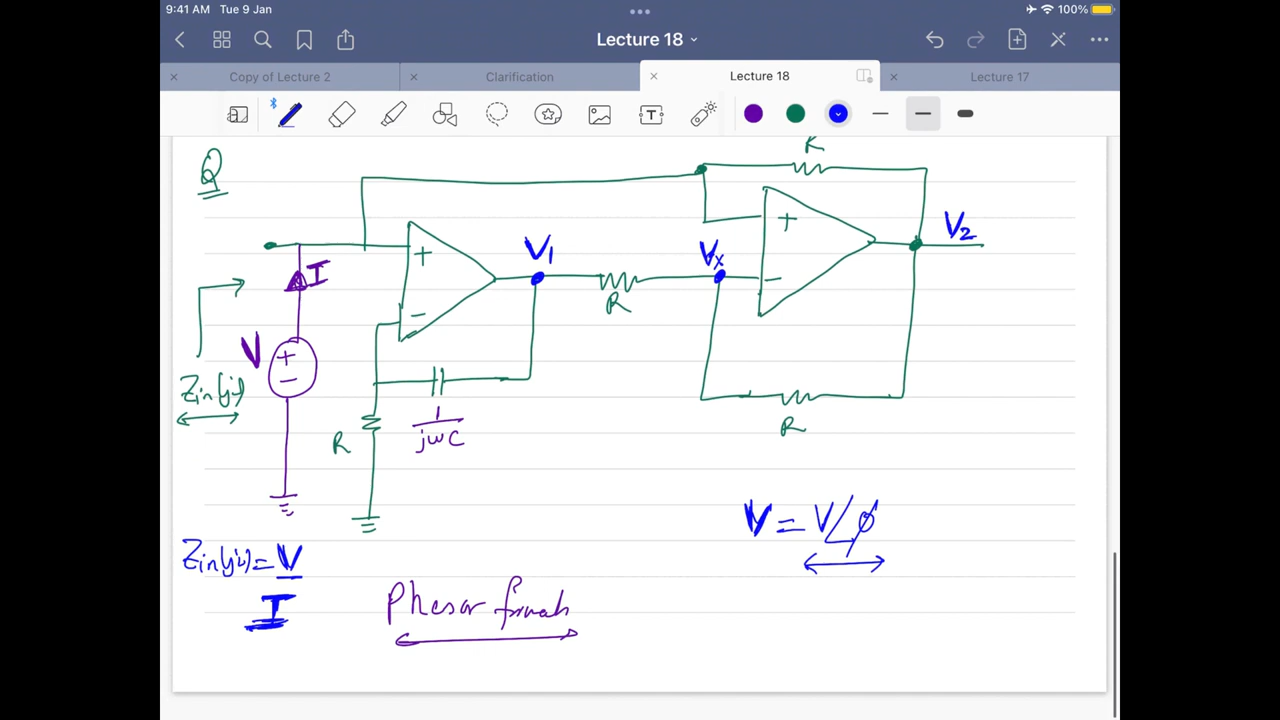 9:41 AM Tue 9 Jan
100%
Lecture 18
Copy of Lecture 2
Clarification
Lecture 18
Lecture 17
T
Q
R
+
V2
V1
Vx
+
I
−
−
R
V
+
−
Zin(jω)
1
jωC
R
R
V = V∠φ
Zin(jω) = V
I
Phasor